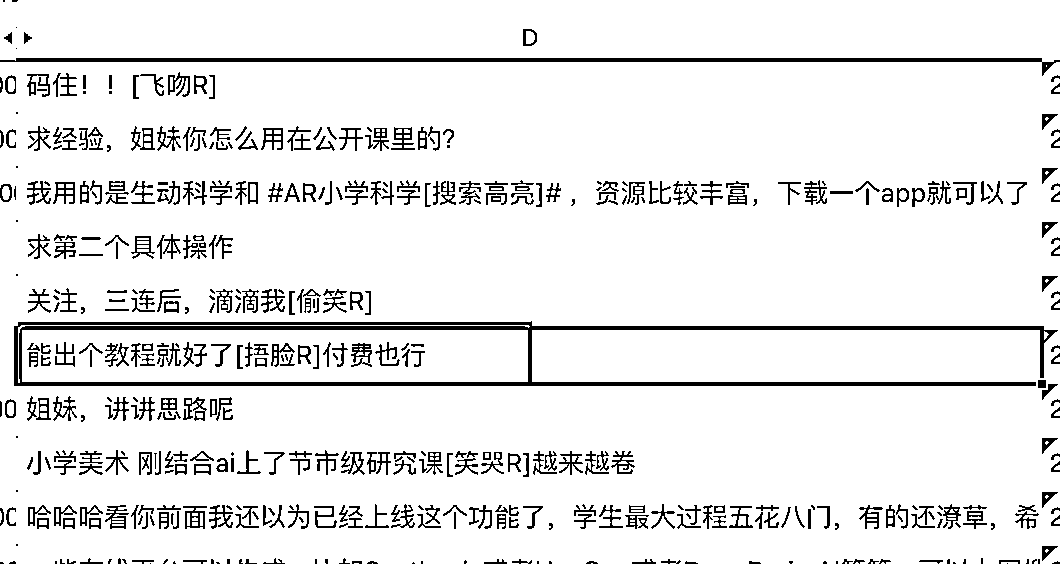 D
码住！！[飞吻R]
求经验，姐妹你怎么用在公开课里的？
我用的是生动科学和 #AR小学科学[搜索高亮]# ，资源比较丰富，下载一个app就可以了
求第二个具体操作
关注，三连后，滴滴我[偷笑R]
能出个教程就好了[捂脸R]付费也行
姐妹，讲讲思路呢
小学美术 刚结合ai上了节市级研究课[笑哭R]越来越卷
哈哈哈看你前面我还以为已经上线这个功能了，学生最大过程五花八门，有的还潦草，希